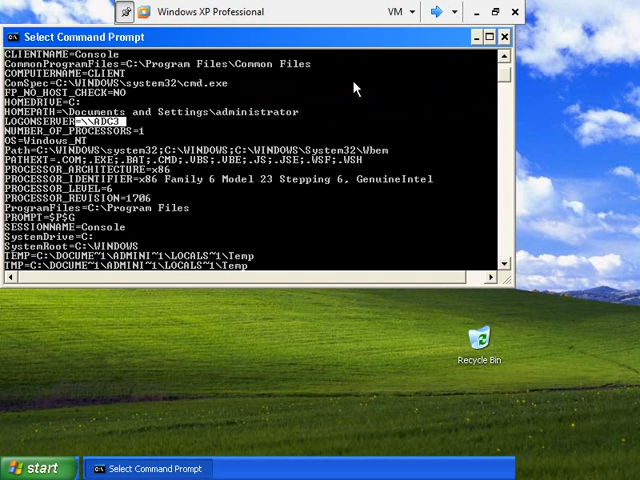 Windows XP Professional
VM
Select Command Prompt
CLIENTNAME=Console
CommonProgramFiles=C:\Program Files\Common Files
COMPUTERNAME=CLIENT
ComSpec=C:\WINDOWS\system32\cmd.exe
FP_NO_HOST_CHECK=NO
HOMEDRIVE=C:
HOMEPATH=\Documents and Settings\administrator
LOGONSERVER=\\ADC3
NUMBER_OF_PROCESSORS=1
OS=Windows_NT
Path=C:\WINDOWS\system32;C:\WINDOWS;C:\WINDOWS\System32\Wbem
PATHEXT=.COM;.EXE;.BAT;.CMD;.VBS;.VBE;.JS;.JSE;.WSF;.WSH
PROCESSOR_ARCHITECTURE=x86
PROCESSOR_IDENTIFIER=x86 Family 6 Model 23 Stepping 6, GenuineIntel
PROCESSOR_LEVEL=6
PROCESSOR_REVISION=1706
ProgramFiles=C:\Program Files
PROMPT=$P$G
SESSIONNAME=Console
SystemDrive=C:
SystemRoot=C:\WINDOWS
TEMP=C:\DOCUME~1\ADMINI~1\LOCALS~1\Temp
TMP=C:\DOCUME~1\ADMINI~1\LOCALS~1\Temp
Recycle Bin
start
Select Command Prompt